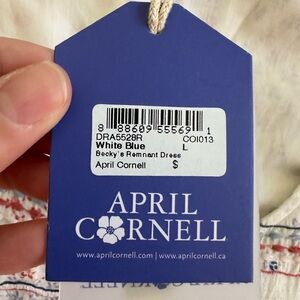 8 88609 55569 1
DRA5528R COI013
White Blue L
Becky's Remnant Dress
April Cornell $
APRIL
CORNELL
www.aprilcornell.com | www.aprilcornell.ca